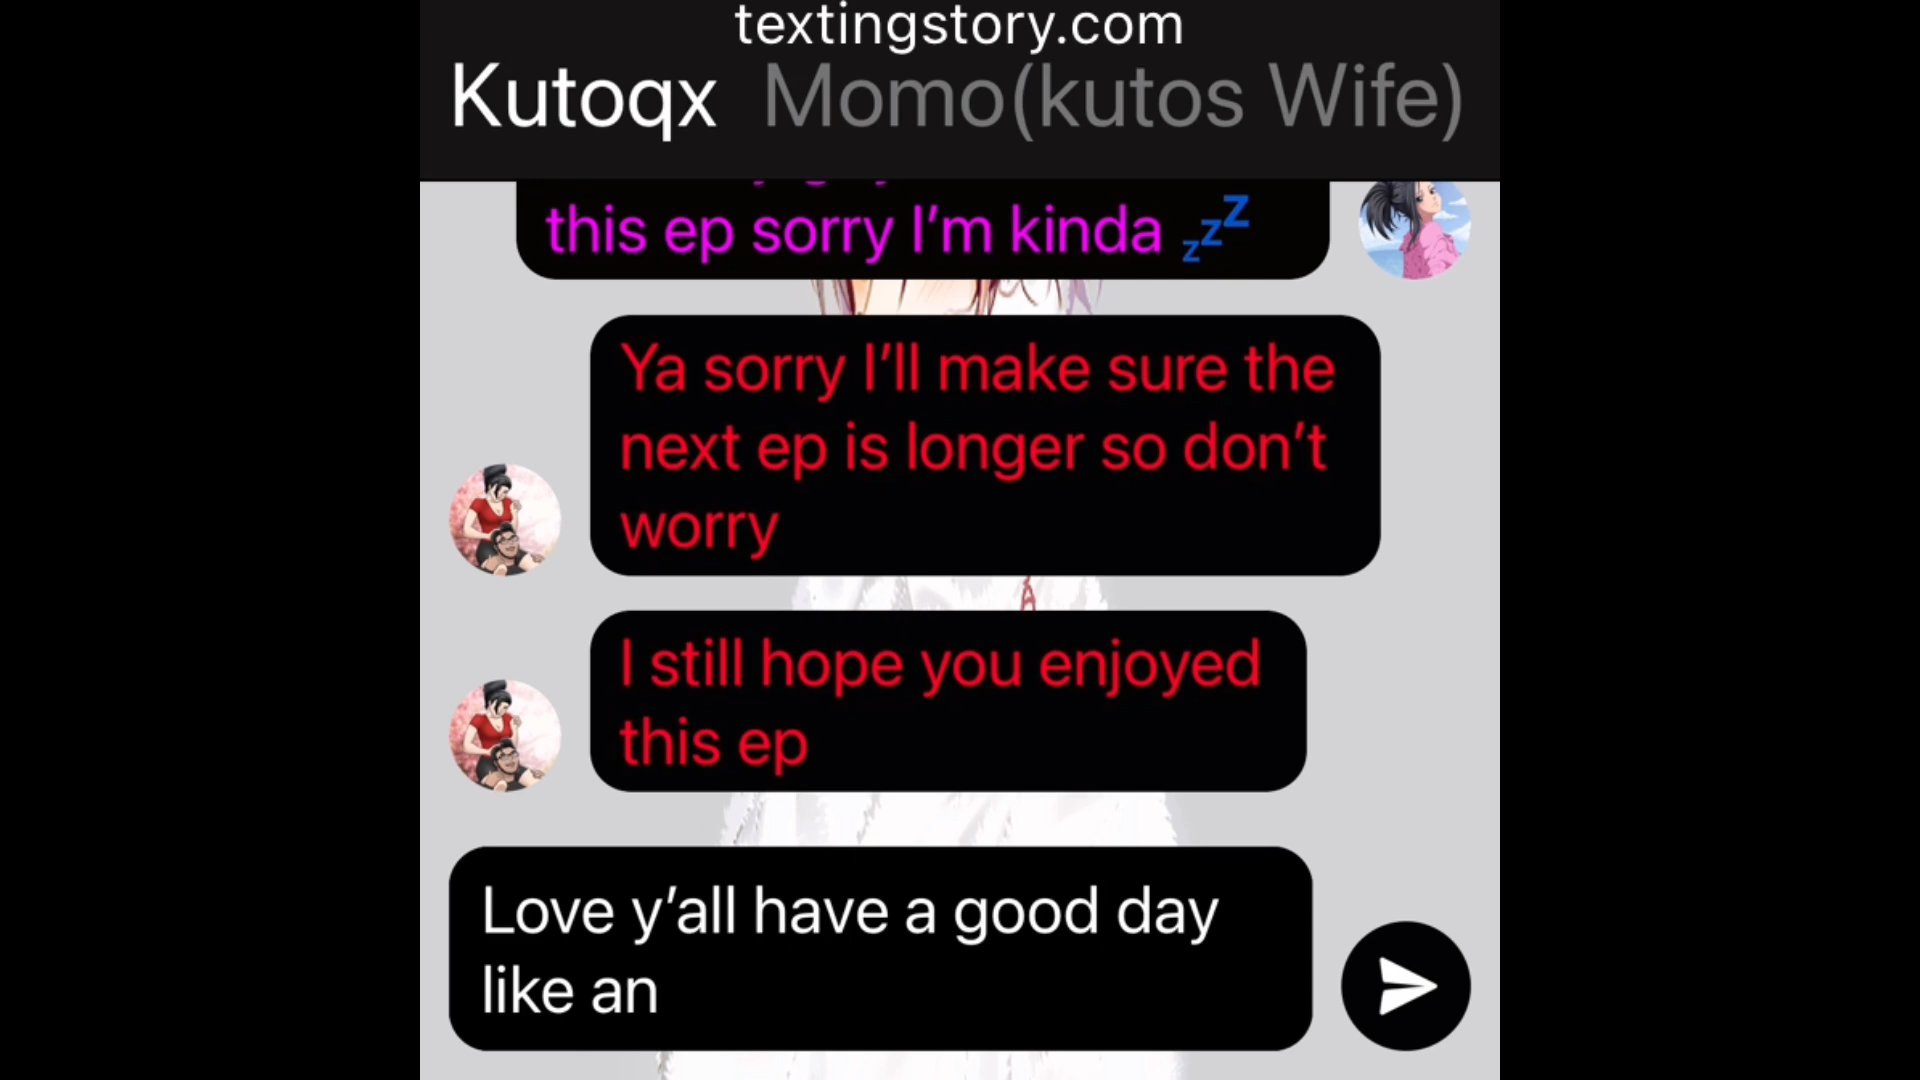 textingstory.com
Kutoqx Momo(kutos Wife)
this ep sorry I'm kinda 💤
Ya sorry I'll make sure the
next ep is longer so don't
worry
I still hope you enjoyed
this ep
Love y'all have a good day
like an